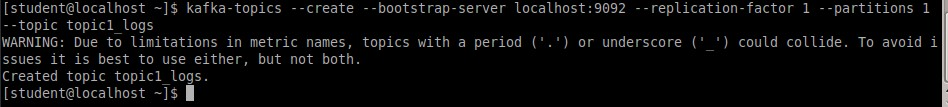 [student@localhost ~]$ kafka-topics --create --bootstrap-server localhost:9092 --replication-factor 1 --partitions 1
--topic topic1_logs
WARNING: Due to limitations in metric names, topics with a period ('.') or underscore ('_') could collide. To avoid i
ssues it is best to use either, but not both.
Created topic topic1_logs.
[student@localhost ~]$